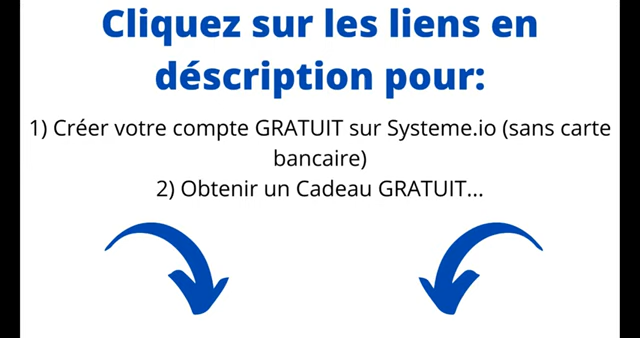 Cliquez sur les liens en
déscription pour:
1) Créer votre compte GRATUIT sur Systeme.io (sans carte
bancaire)
2) Obtenir un Cadeau GRATUIT...